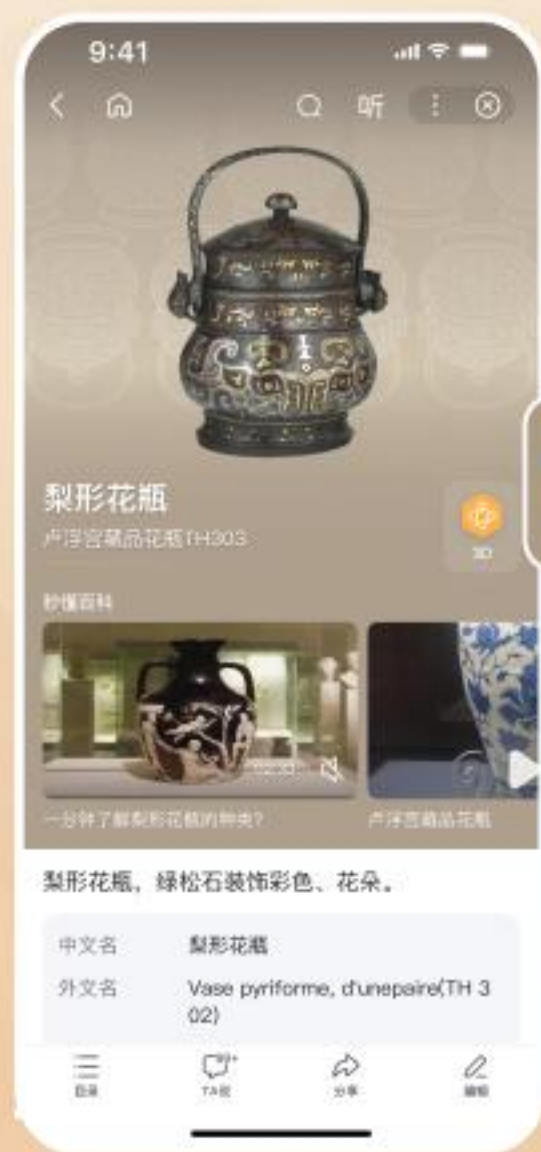 9:41
听
梨形花瓶
卢浮宫藏品花瓶TH303
3D
秒懂百科
02:33
一分钟了解梨形花瓶的种类?
卢浮宫藏品花瓶
梨形花瓶,绿松石装饰彩色、花朵。
中文名 梨形花瓶
外文名 Vase pyriforme, d'unepaire(TH 3
02)
99+
目录 TA说 分享 编辑